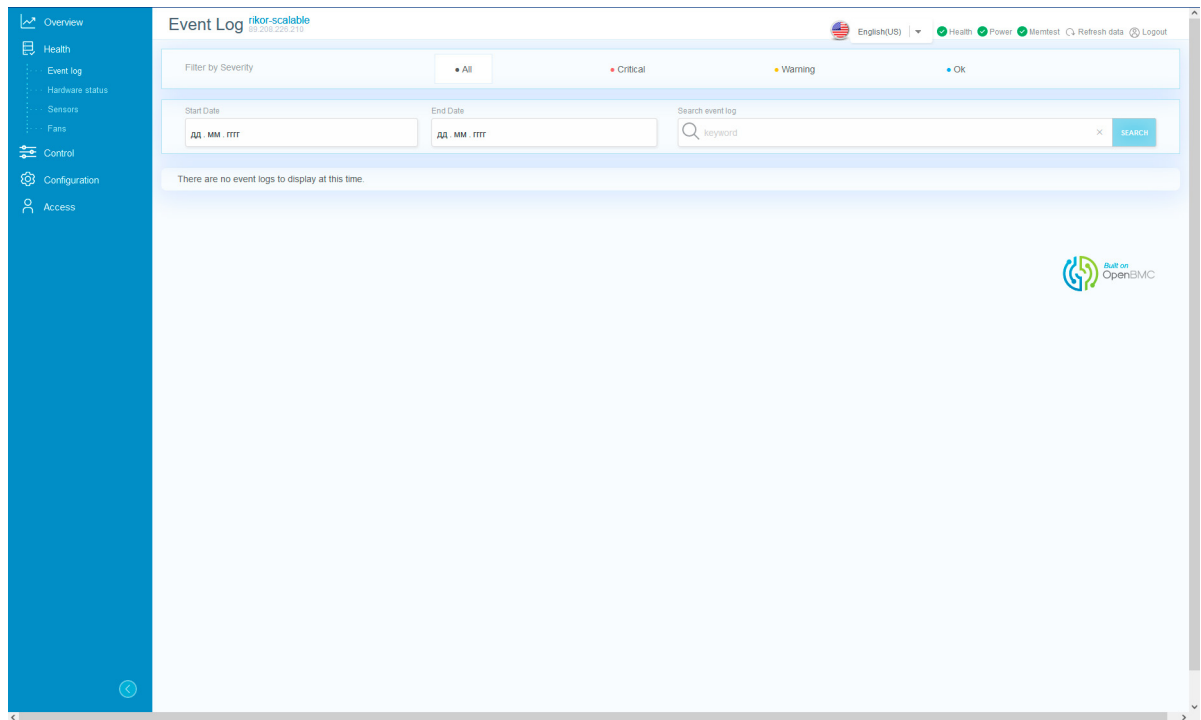 Overview
Health
Event log
Hardware status
Sensors
Fans
Control
Configuration
Access
Event Log rikor-scalable
89.208.226.210
English(US)
Health Power Memtest Refresh data Logout
Filter by Severity All Critical Warning Ok
Start Date End Date Search event log
дд . мм . гггг дд . мм . гггг keyword × SEARCH
There are no event logs to display at this time.
Built on
OpenBMC